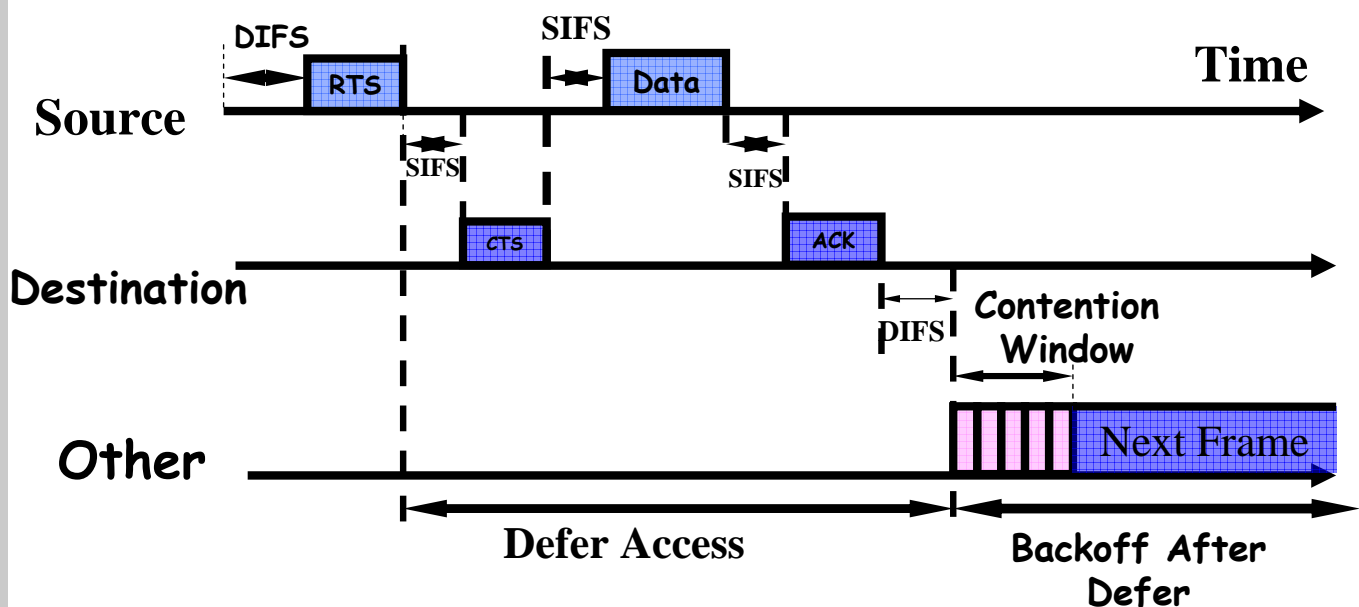 DIFS
SIFS
RTS
Data
Time
Source
SIFS
SIFS
CTS
ACK
Destination
DIFS
Contention
Window
Other
Next Frame
Defer Access
Backoff After
Defer